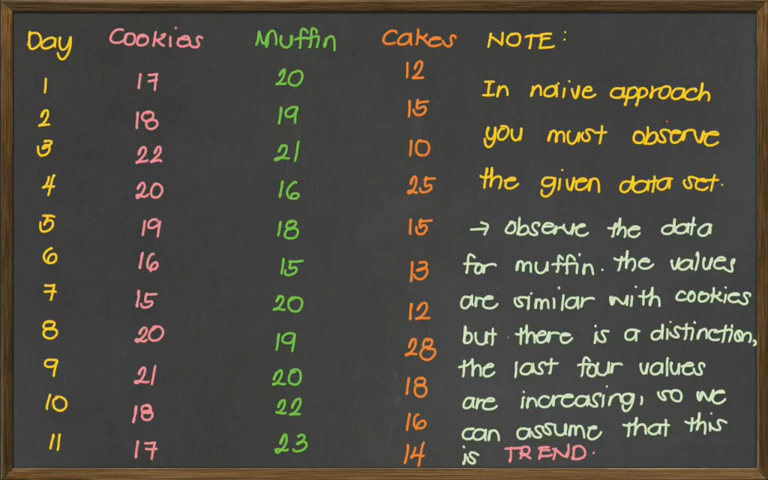 Day Cookies Muffin Cakes NOTE:
1 17 20 12
2 18 19 15
3 22 21 10
4 20 16 25
5 19 18 15
6 16 15 13
7 15 20 12
8 20 19 28
9 21 20 18
10 18 22 16
11 17 23 14
In naive approach
you must observe
the given data set.
→ observe the data
for muffin. the values
are similar with cookies
but there is a distinction,
the last four values
are increasing, so we
can assume that this
is TREND.